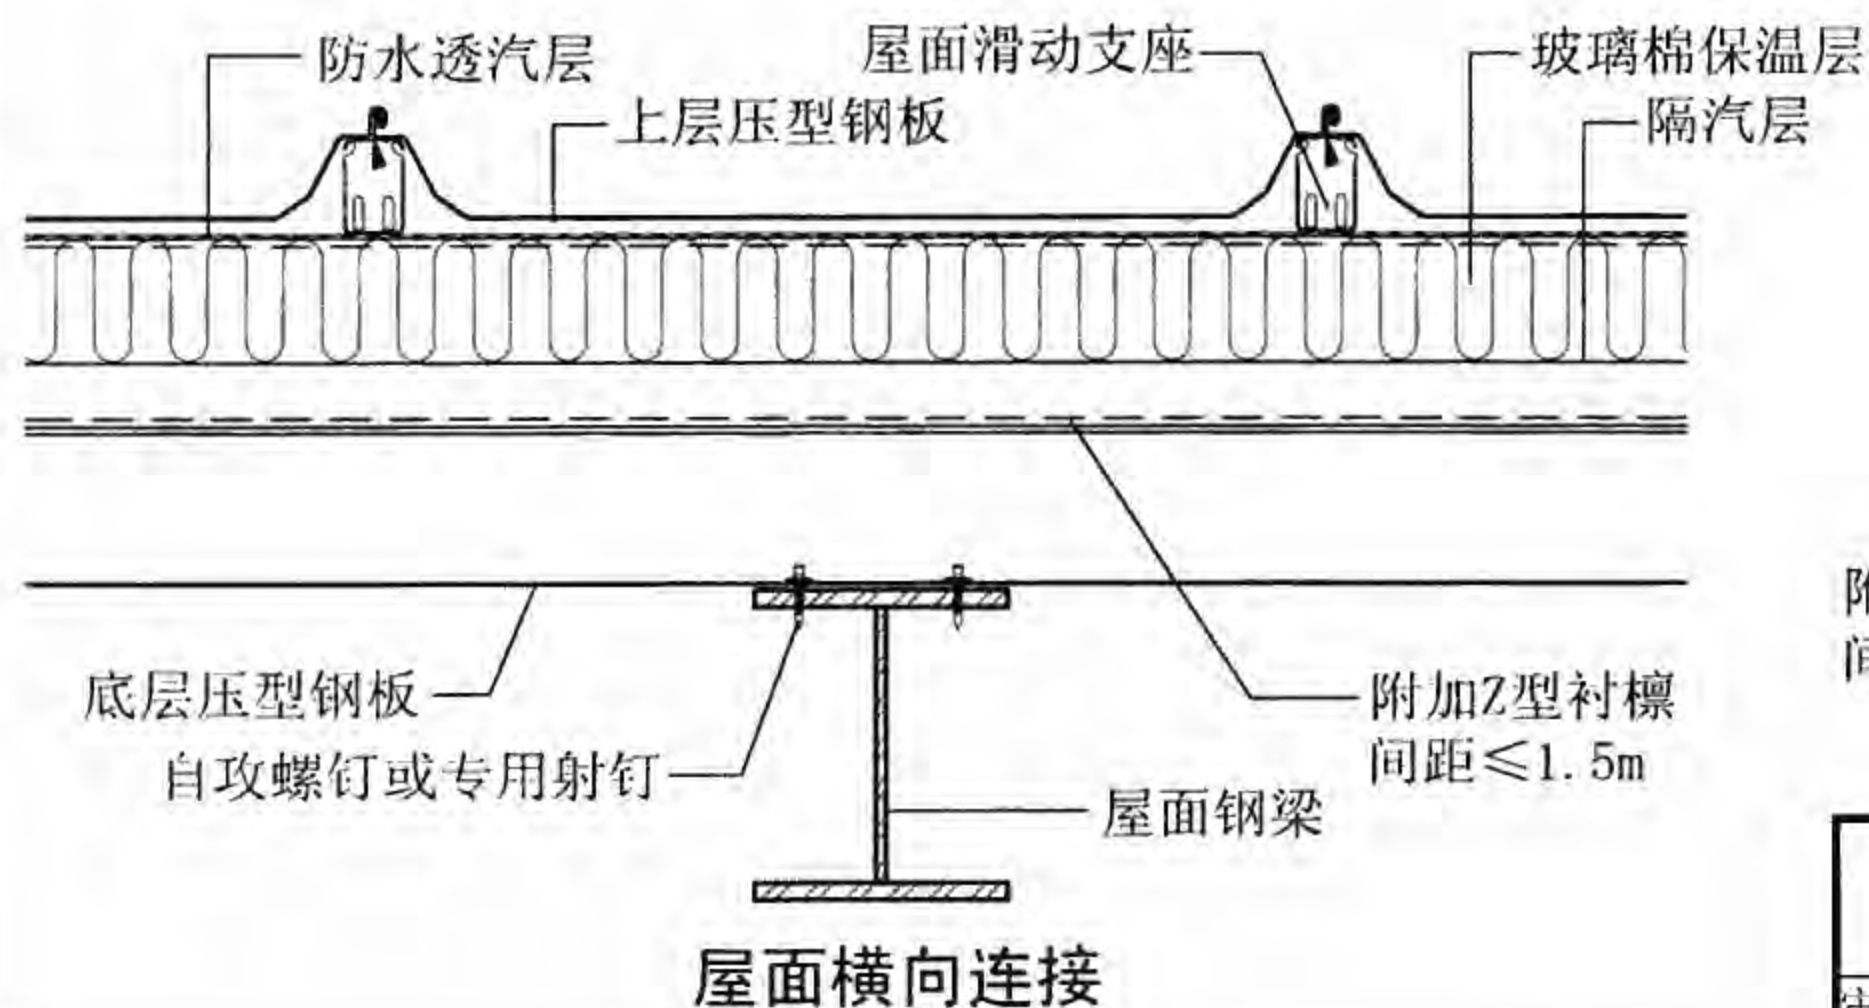 防水透汽层
屋面滑动支座
玻璃棉保温层
上层压型钢板
隔汽层
底层压型钢板
附加Z型衬檩
间距≤1.5m
自攻螺钉或专用射钉
屋面钢梁
屋面横向连接